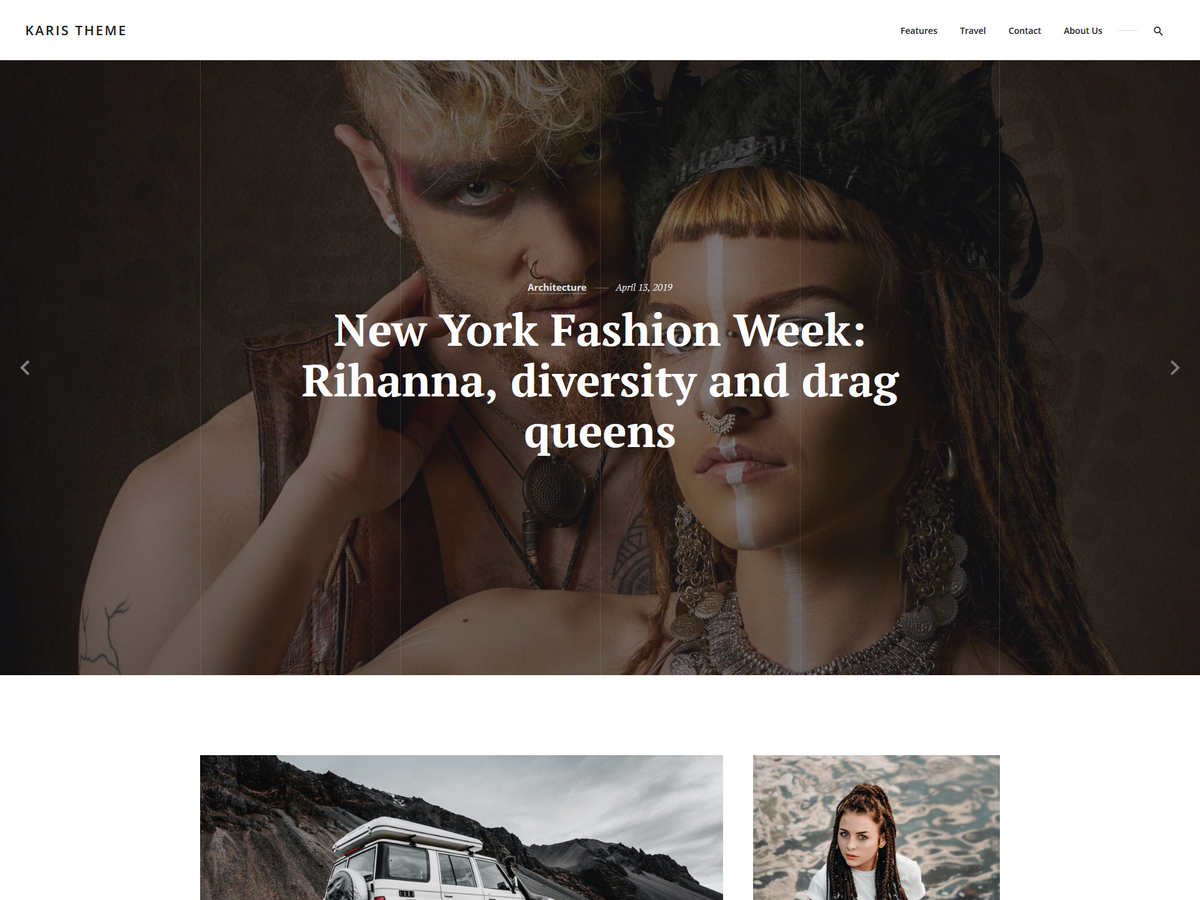 KARIS THEME
Features Travel Contact About Us
Architecture April 13, 2019
New York Fashion Week:
Rihanna, diversity and drag
queens